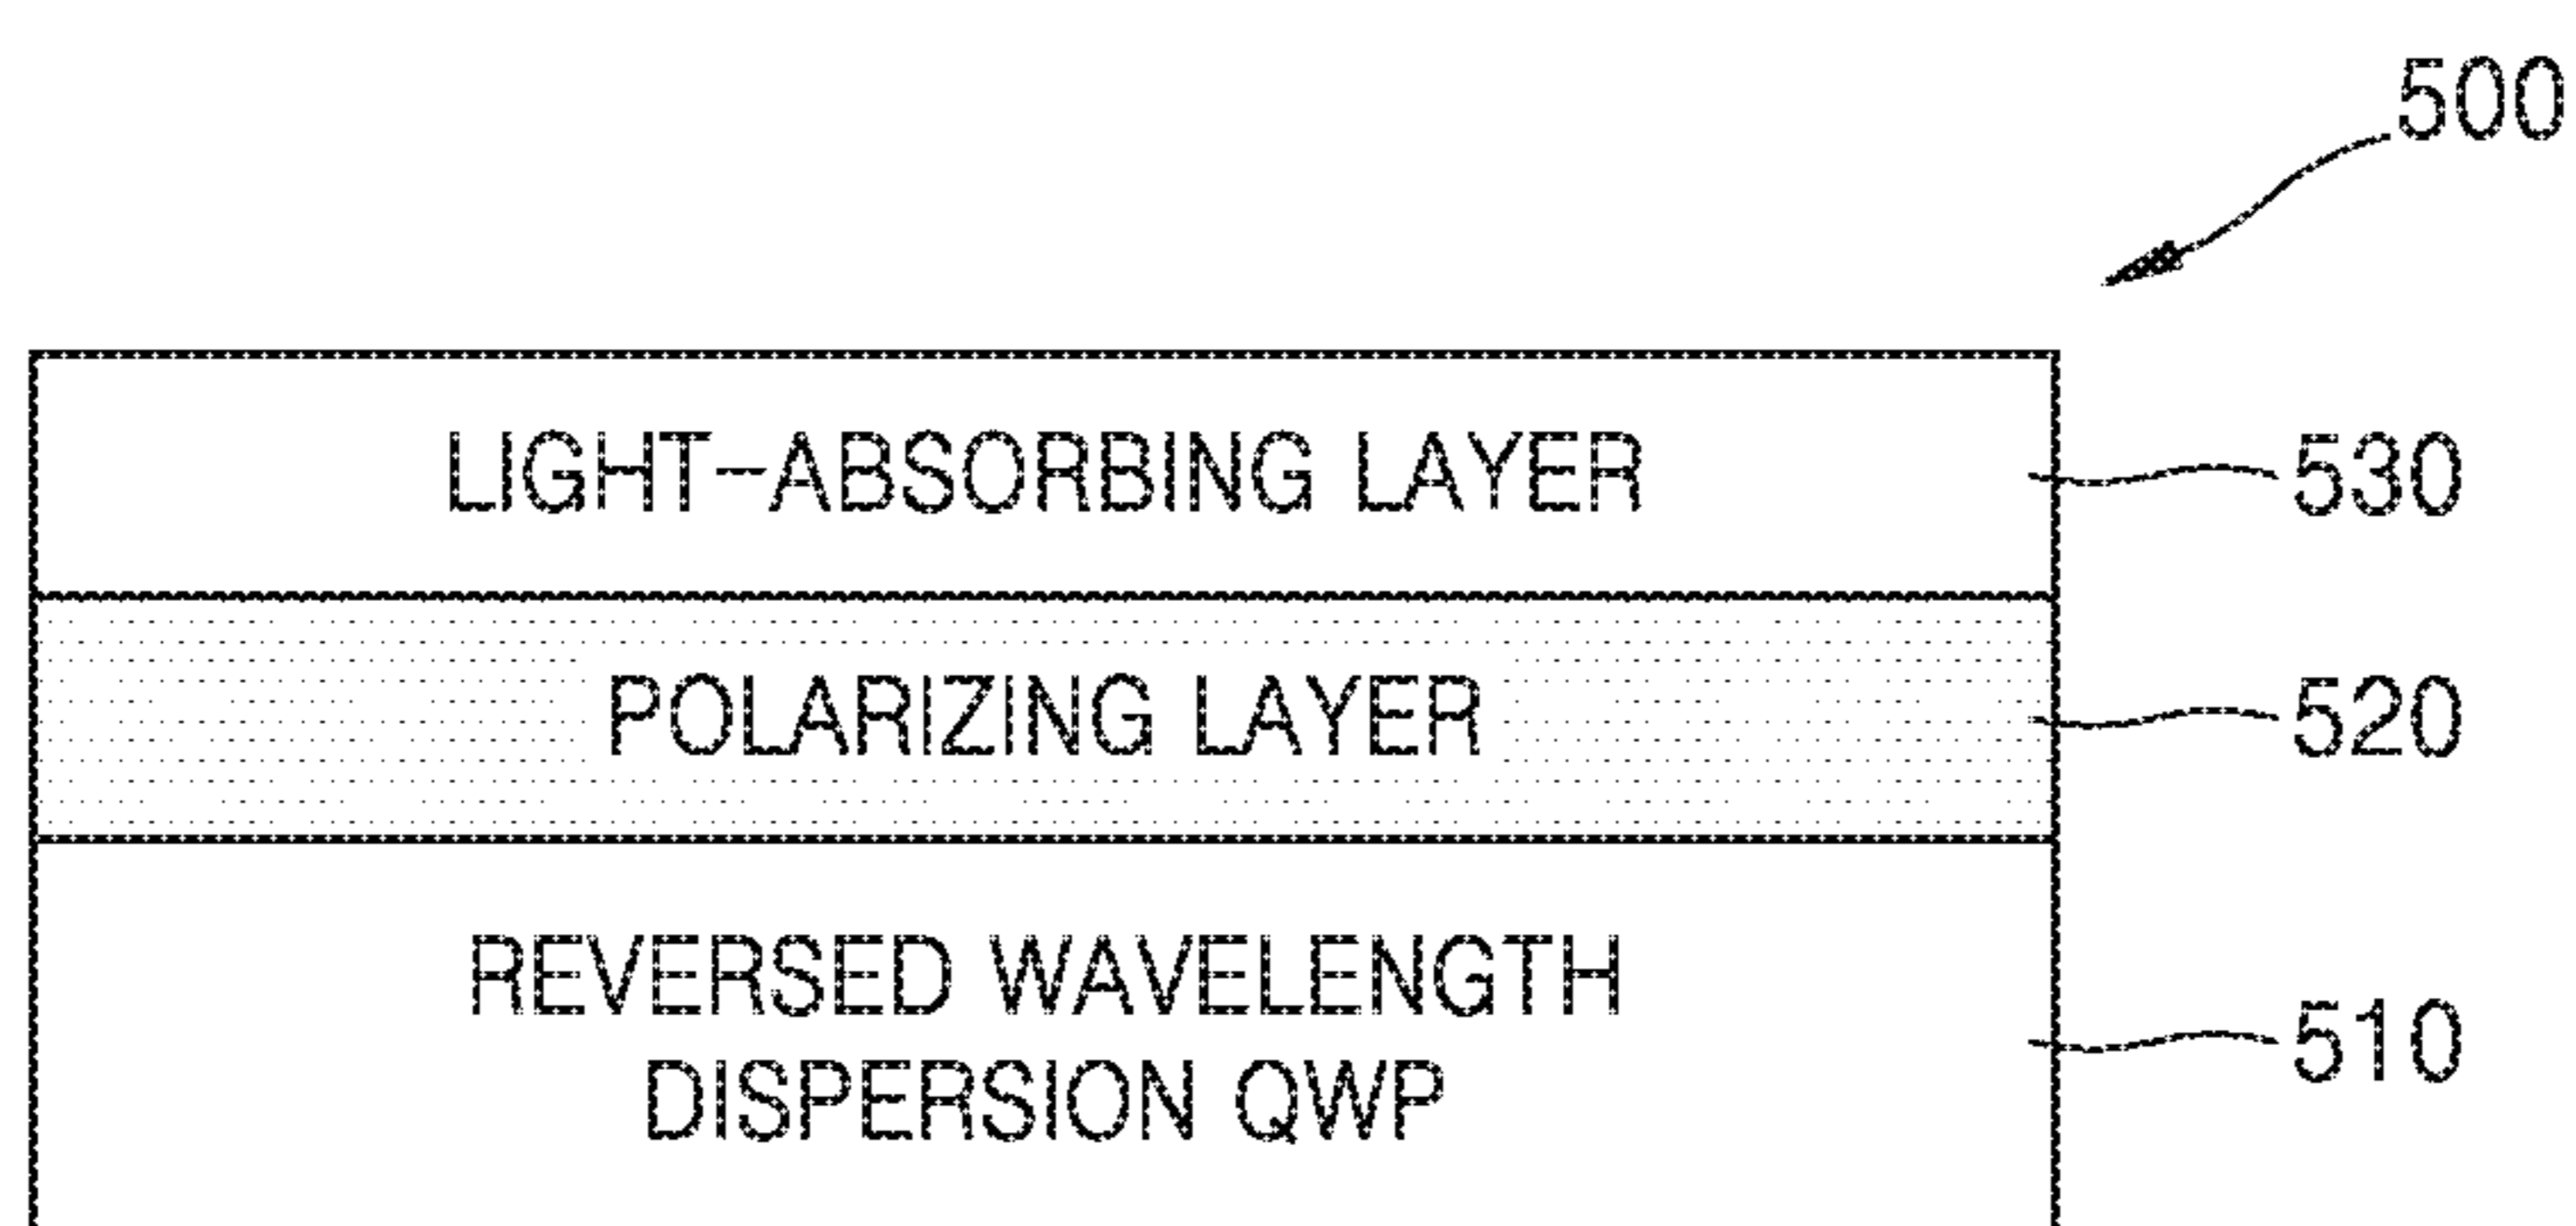 500
LIGHT-ABSORBING LAYER
530
POLARIZING LAYER
520
REVERSED WAVELENGTH
DISPERSION QWP
510